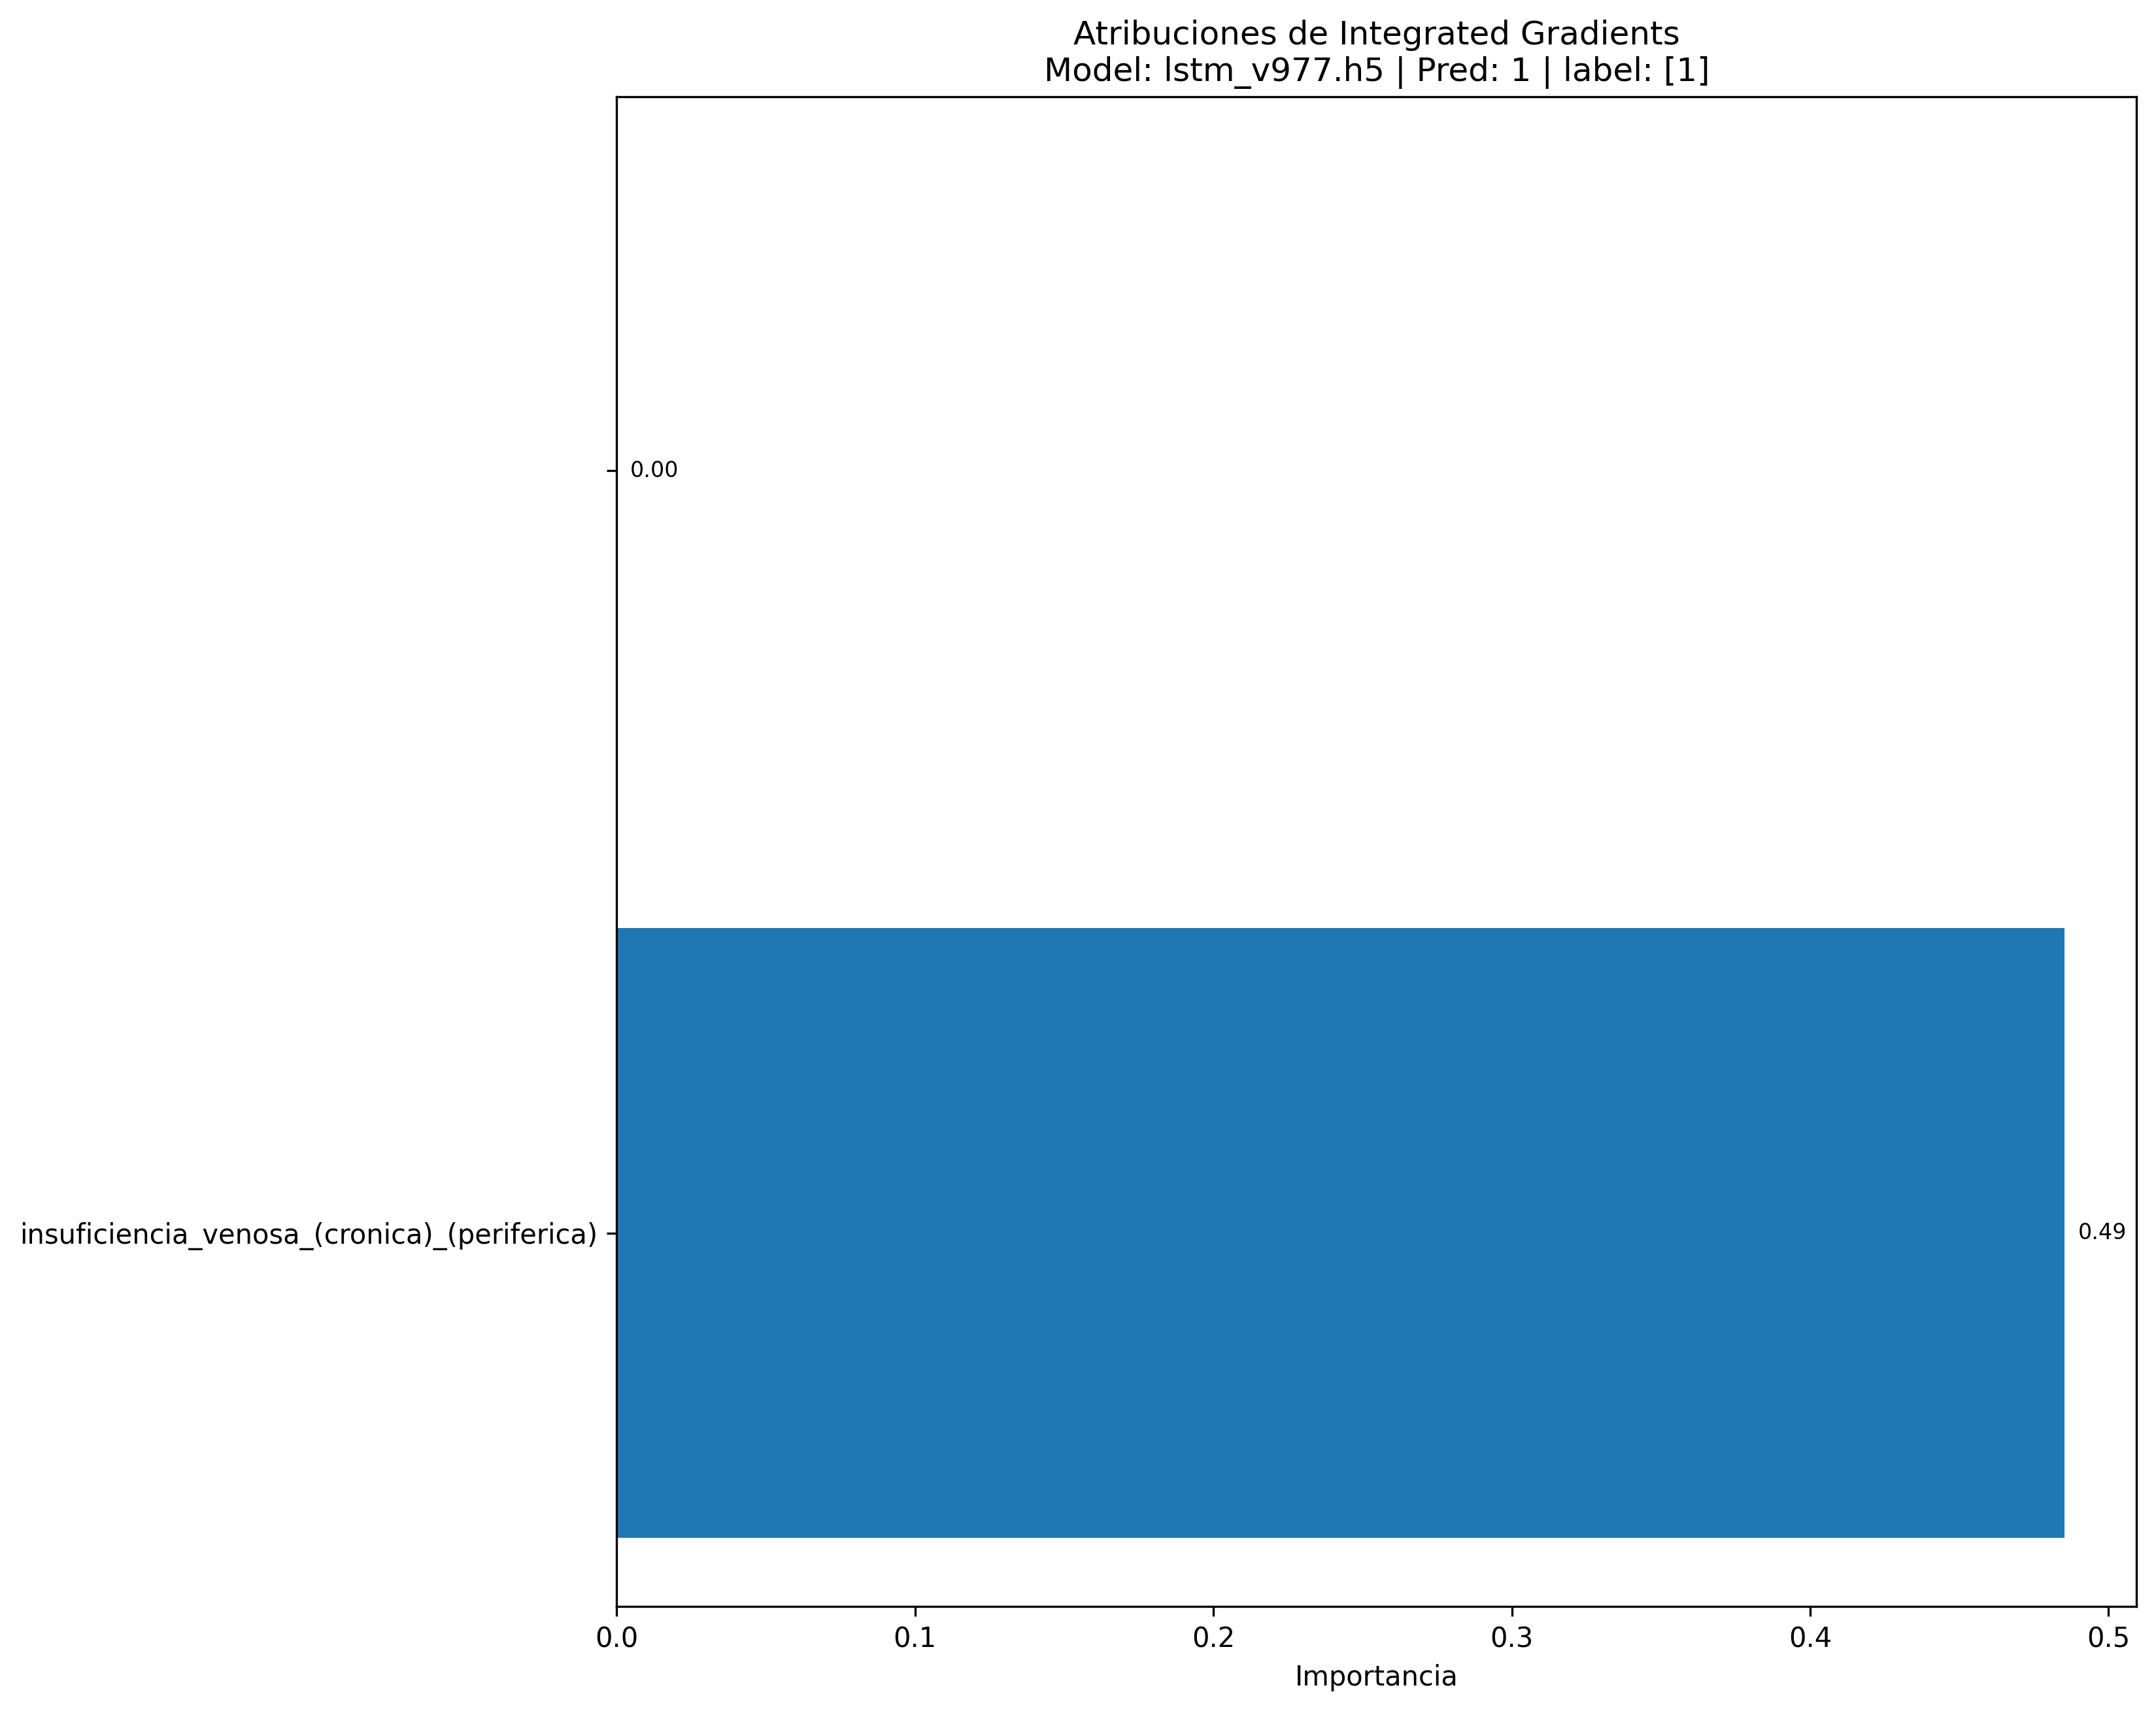 Atribuciones de Integrated Gradients
Model: lstm_v977.h5 | Pred: 1 | label: [1]
0.00
insuficiencia_venosa_(cronica)_(periferica)
0.49
0.0 0.1 0.2 0.3 0.4 0.5
Importancia